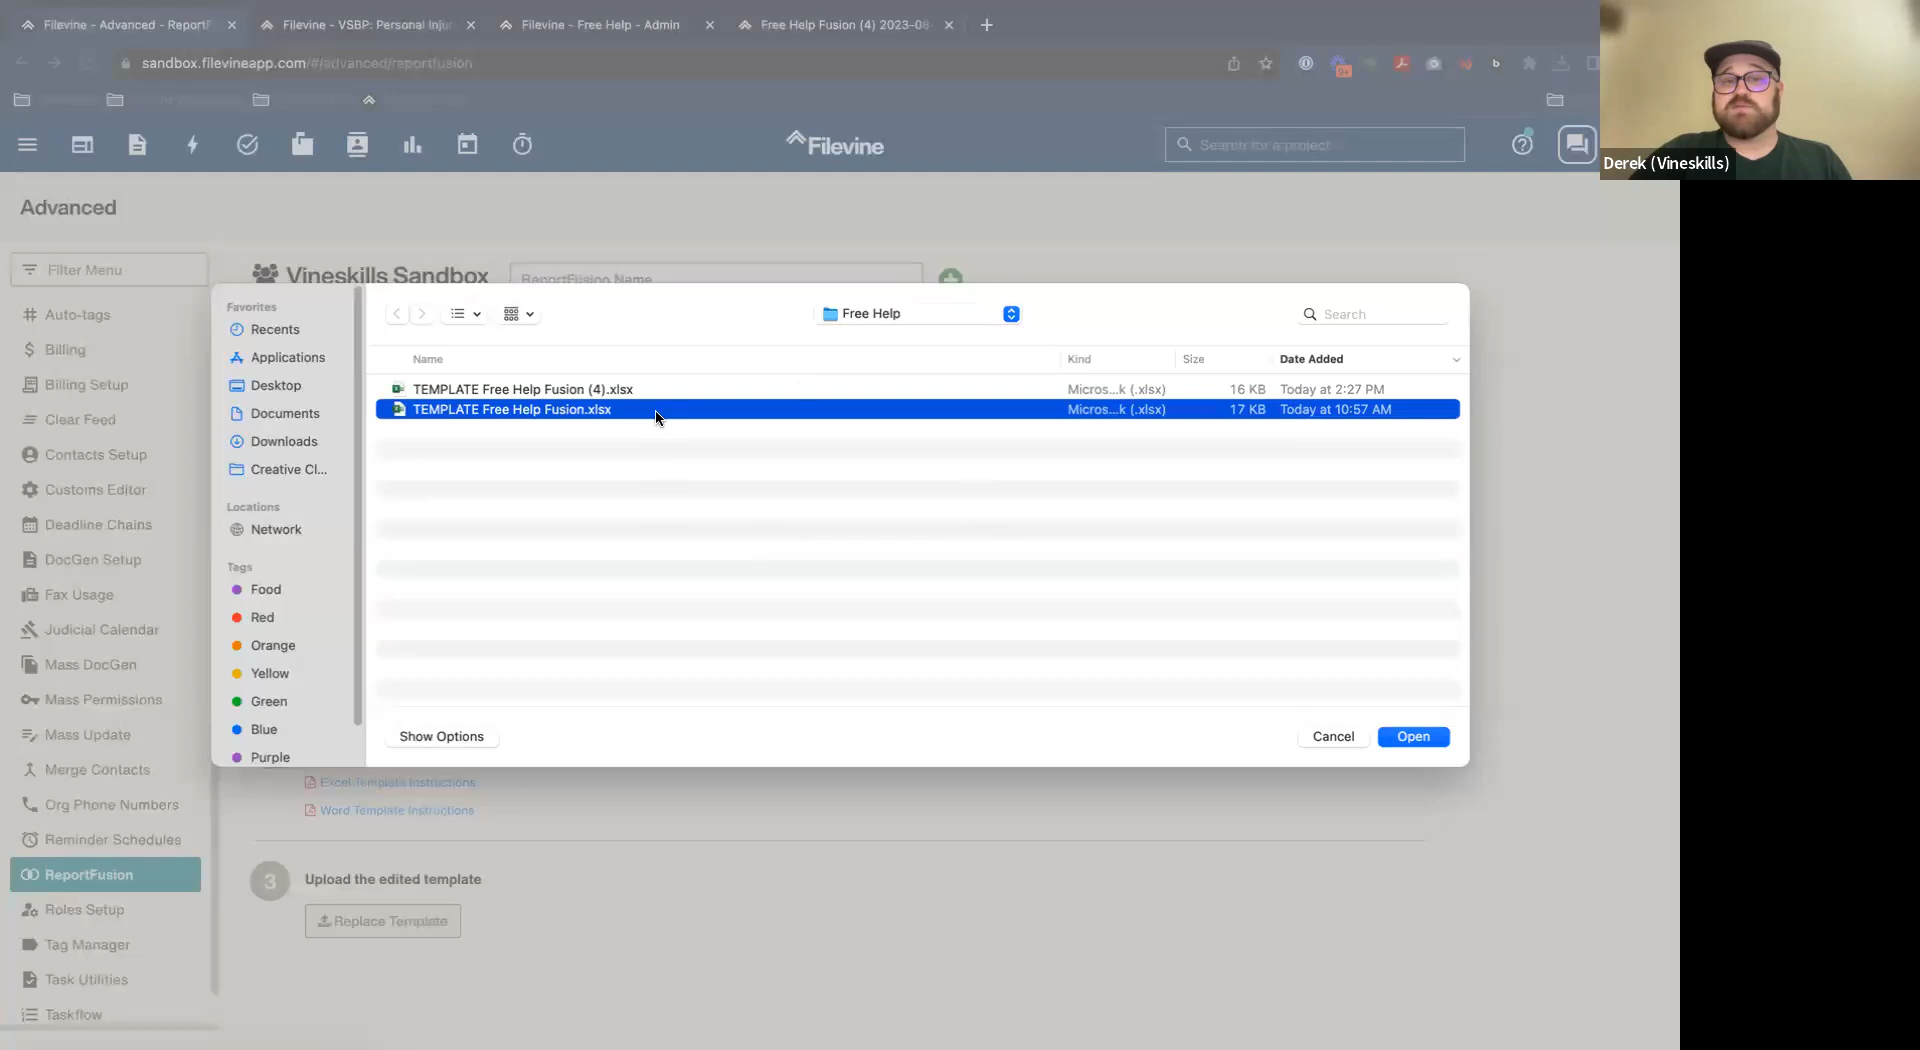 Filevine - Advanced - ReportF
Filevine - VSBP: Personal Injur
Filevine - Free Help - Admin
Free Help Fusion (4) 2023-08
sandbox.filevineapp.com/#/advanced/reportfusion
9+
b
Filevine
Search for a project
Derek (Vineskills)
Advanced
Filter Menu
Vineskills Sandbox
ReportFusion Name
Auto-tags
Billing
Billing Setup
Clear Feed
Contacts Setup
Customs Editor
Deadline Chains
DocGen Setup
Fax Usage
Judicial Calendar
Mass DocGen
Mass Permissions
Mass Update
Merge Contacts
Org Phone Numbers
Reminder Schedules
ReportFusion
Roles Setup
Tag Manager
Task Utilities
Taskflow
Favorites
Recents
Applications
Desktop
Documents
Downloads
Creative Cl...
Locations
Network
Tags
Food
Red
Orange
Yellow
Green
Blue
Purple
Free Help
Search
Name Kind Size Date Added
TEMPLATE Free Help Fusion (4).xlsx Micros...k (.xlsx) 16 KB Today at 2:27 PM
TEMPLATE Free Help Fusion.xlsx Micros...k (.xlsx) 17 KB Today at 10:57 AM
Show Options
Cancel
Open
Excel Template Instructions
Word Template Instructions
3
Upload the edited template
Replace Template